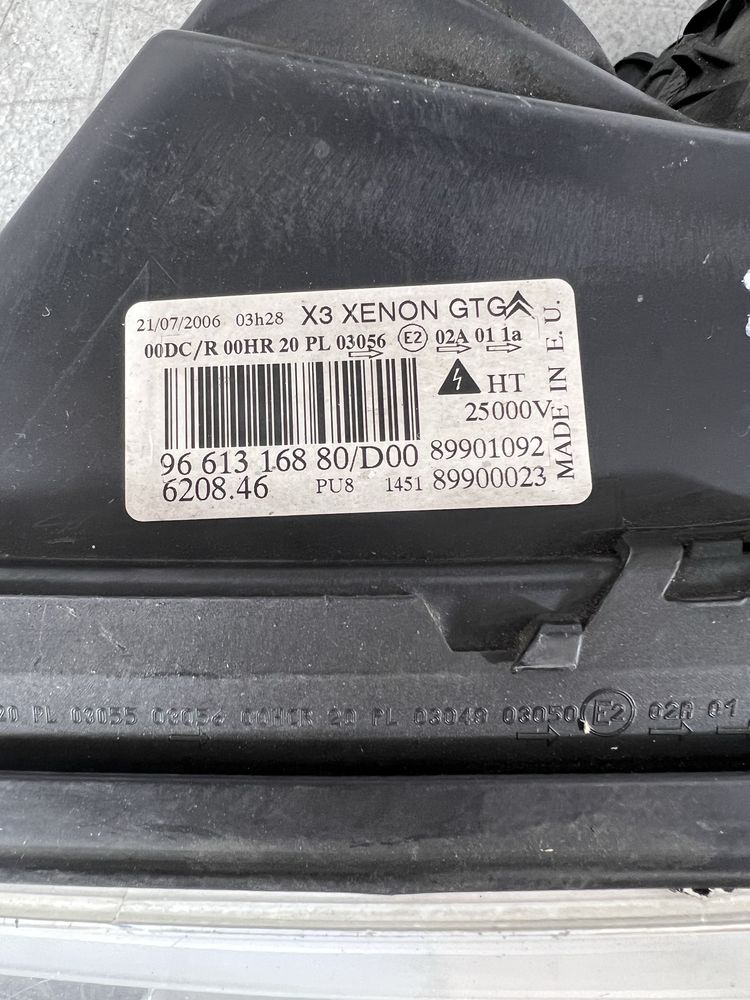 21/07/2006 03h28 X3 XENON GTG
00DC/R 00HR 20 PL 03056 E2 02A 01 1a
HT
25000V
MADE IN E.U.
96 613 168 80/D00 89901092
6208.46 PU8 1451 89900023
20 PL 03055 03056 00HCR 20 PL 03049 03050 E2 02A 01